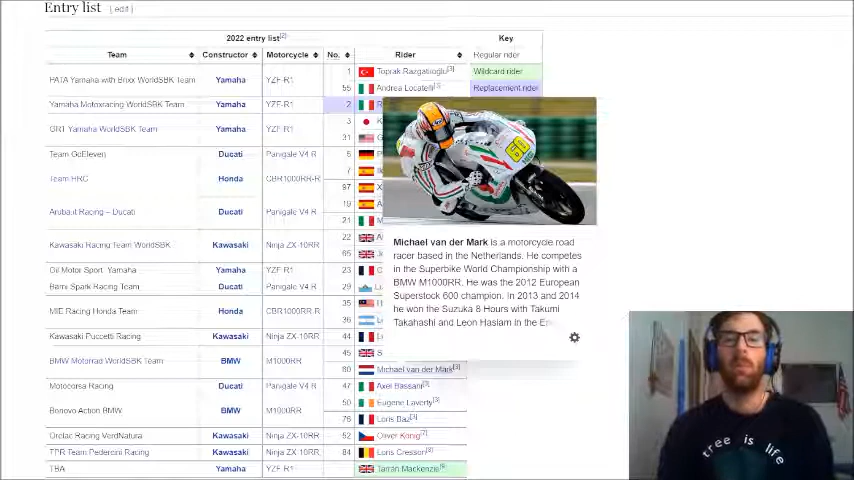 Entry list [ edit ]
2022 entry list[2] Key
Team Constructor Motorcycle No. Rider Regular rider
PATA Yamaha with Brixx WorldSBK Team Yamaha YZF-R1 1 Toprak Razgatlıoğlu[3] Wildcard rider
55 Andrea Locatelli[3] Replacement rider
Yamaha Motoxracing WorldSBK Team Yamaha YZF-R1 2 R
GRT Yamaha WorldSBK Team Yamaha YZF-R1 3 K
31 G
Team GoEleven Ducati Panigale V4 R 5 P
Team HRC Honda CBR1000RR-R 7
97 X
Aruba.it Racing – Ducati Ducati Panigale V4 R 19
21 M
Kawasaki Racing Team WorldSBK Kawasaki Ninja ZX-10RR 22 A
65 J
Michael van der Mark is a motorcycle road
racer based in the Netherlands. He competes
in the Superbike World Championship with a
BMW M1000RR. He was the 2012 European
Superstock 600 champion. In 2013 and 2014
he won the Suzuka 8 Hours with Takumi
Takahashi and Leon Haslam in the
Oil Motor Sport Yamaha Yamaha YZF-R1 23
Barni Spark Racing Team Ducati Panigale V4 R 29
MIE Racing Honda Team Honda CBR1000RR-R 35
36
Kawasaki Puccetti Racing Kawasaki Ninja ZX-10RR 44
BMW Motorrad WorldSBK Team BMW M1000RR 45 S
60 Michael van der Mark[3]
Motocorsa Racing Ducati Panigale V4 R 47 Axel Bassani[3]
Bonovo Action BMW BMW M1000RR 50 Eugene Laverty[3]
76 Loris Baz[3]
Orelac Racing VerdNatura Kawasaki Ninja ZX-10RR 52 Oliver König[7]
TPR Team Pedercini Racing Kawasaki Ninja ZX-10RR 84 Loris Cresson[3]
TBA Yamaha YZF-R1 Tarran Mackenzie
tree is life